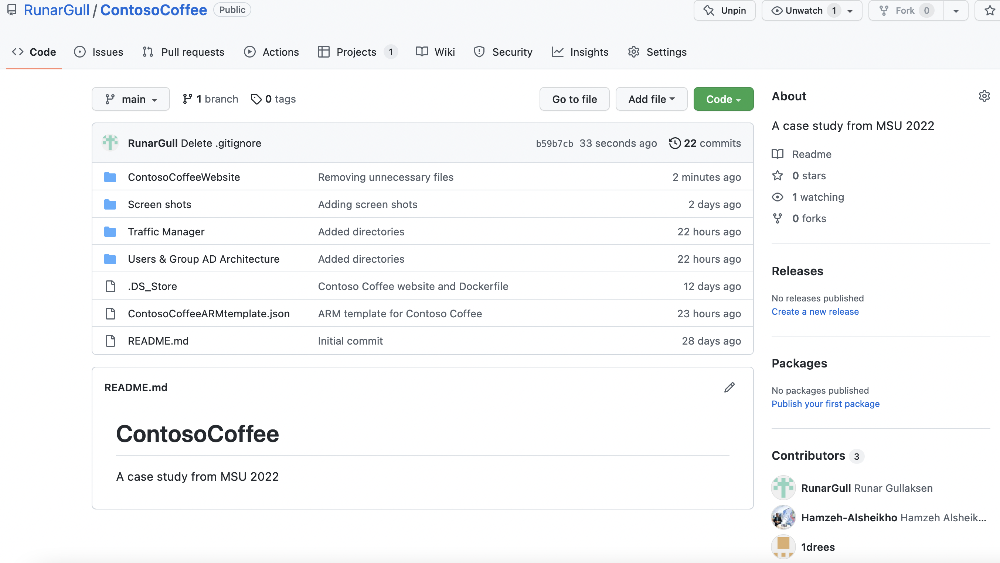 RunarGull / ContosoCoffee Public
Unpin
Unwatch 1
Fork 0
Code
Issues
Pull requests
Actions
Projects 1
Wiki
Security
Insights
Settings
main
1 branch
0 tags
Go to file
Add file
Code
RunarGull Delete .gitignore b59b7cb 33 seconds ago 22 commits
ContosoCoffeeWebsite Removing unnecessary files 2 minutes ago
Screen shots Adding screen shots 2 days ago
Traffic Manager Added directories 22 hours ago
Users & Group AD Architecture Added directories 22 hours ago
.DS_Store Contoso Coffee website and Dockerfile 12 days ago
ContosoCoffeeARMtemplate.json ARM template for Contoso Coffee 23 hours ago
README.md Initial commit 28 days ago
README.md
ContosoCoffee
A case study from MSU 2022
About
A case study from MSU 2022
Readme
0 stars
1 watching
0 forks
Releases
No releases published
Create a new release
Packages
No packages published
Publish your first package
Contributors 3
RunarGull Runar Gullaksen
Hamzeh-Alsheikho Hamzeh Alsheik...
1drees